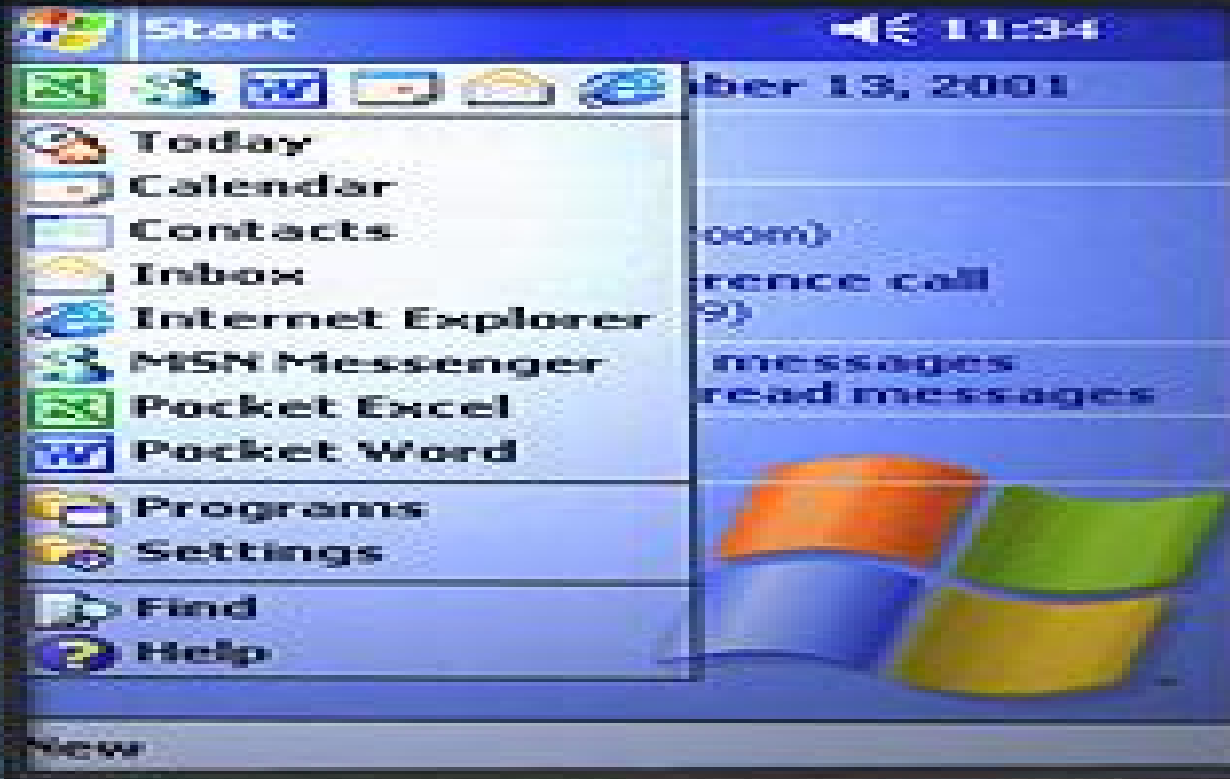 Start 11:34
ber 13, 2001
Today
Calendar
Contacts
oom)
Inbox
rence call
Internet Explorer
9)
MSN Messenger
messages
Pocket Excel
read messages
Pocket Word
Programs
Settings
Find
Help
New